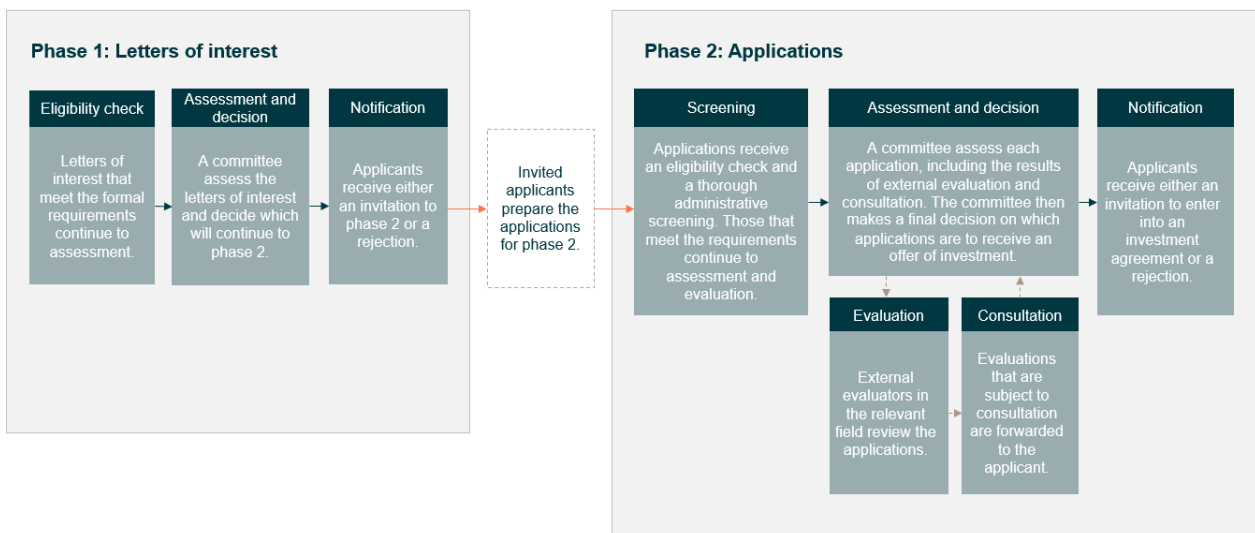 Phase 1: Letters of interest
Eligibility check
Letters of
interest that
meet the formal
requirements
continue to
assessment.
Assessment and
decision
A committee
assess the
letters of interest
and decide which
will continue to
phase 2.
Notification
Applicants
receive either
an invitation to
phase 2 or a
rejection.
Invited
applicants
prepare the
applications
for phase 2.
Phase 2: Applications
Screening
Applications receive
an eligibility check and
a thorough
administrative
screening. Those that
meet the requirements
continue to
assessment and
evaluation.
Assessment and decision
A committee assess each
application, including the results
of external evaluation and
consultation. The committee then
makes a final decision on which
applications are to receive an
offer of investment.
Evaluation
External
evaluators in
the relevant
field review the
applications.
Consultation
Evaluations
that are
subject to
consultation
are forwarded
to the
applicant.
Notification
Applicants
receive either an
invitation to enter
into an
investment
agreement or a
rejection.